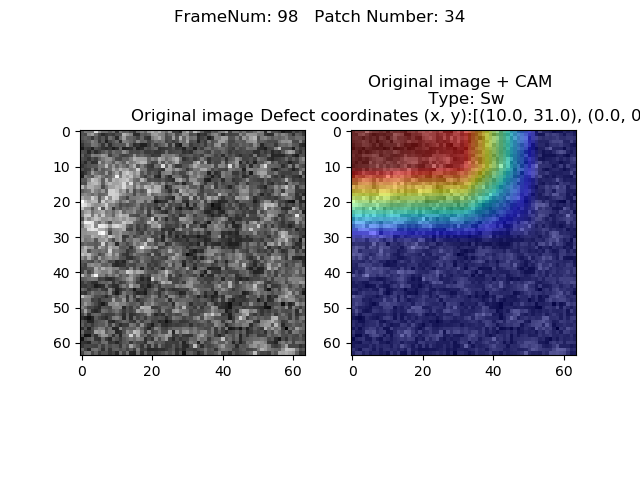 FrameNum: 98   Patch Number: 34
Original image + CAM
Type: Sw
Original image Defect coordinates (x, y):[(10.0, 31.0), (0.0, 0
0
10
20
30
40
50
60
0 20 40 60
0
10
20
30
40
50
60
0 20 40 60